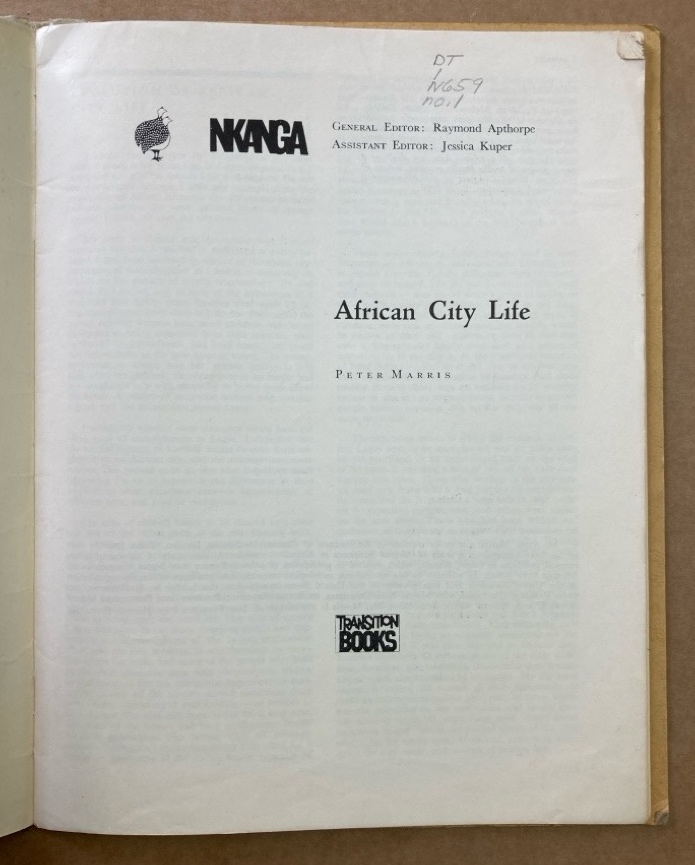 DT
1
N659
no.1
NKANGA
GENERAL EDITOR: Raymond Apthorpe
ASSISTANT EDITOR: Jessica Kuper
African City Life
PETER MARRIS
TRANSITION
BOOKS